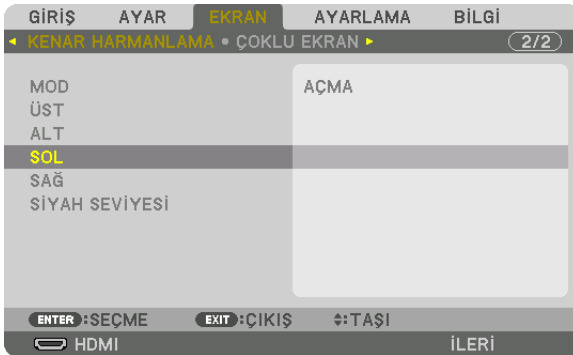 GİRİŞ AYAR EKRAN AYARLAMA BİLGİ
◂ KENAR HARMANLAMA • ÇOKLU EKRAN ▸ 2/2
MOD AÇMA
ÜST
ALT
SOL
SAĞ
SİYAH SEVİYESİ
ENTER :SEÇME EXIT :ÇIKIŞ ♦:TAŞI
HDMI İLERİ